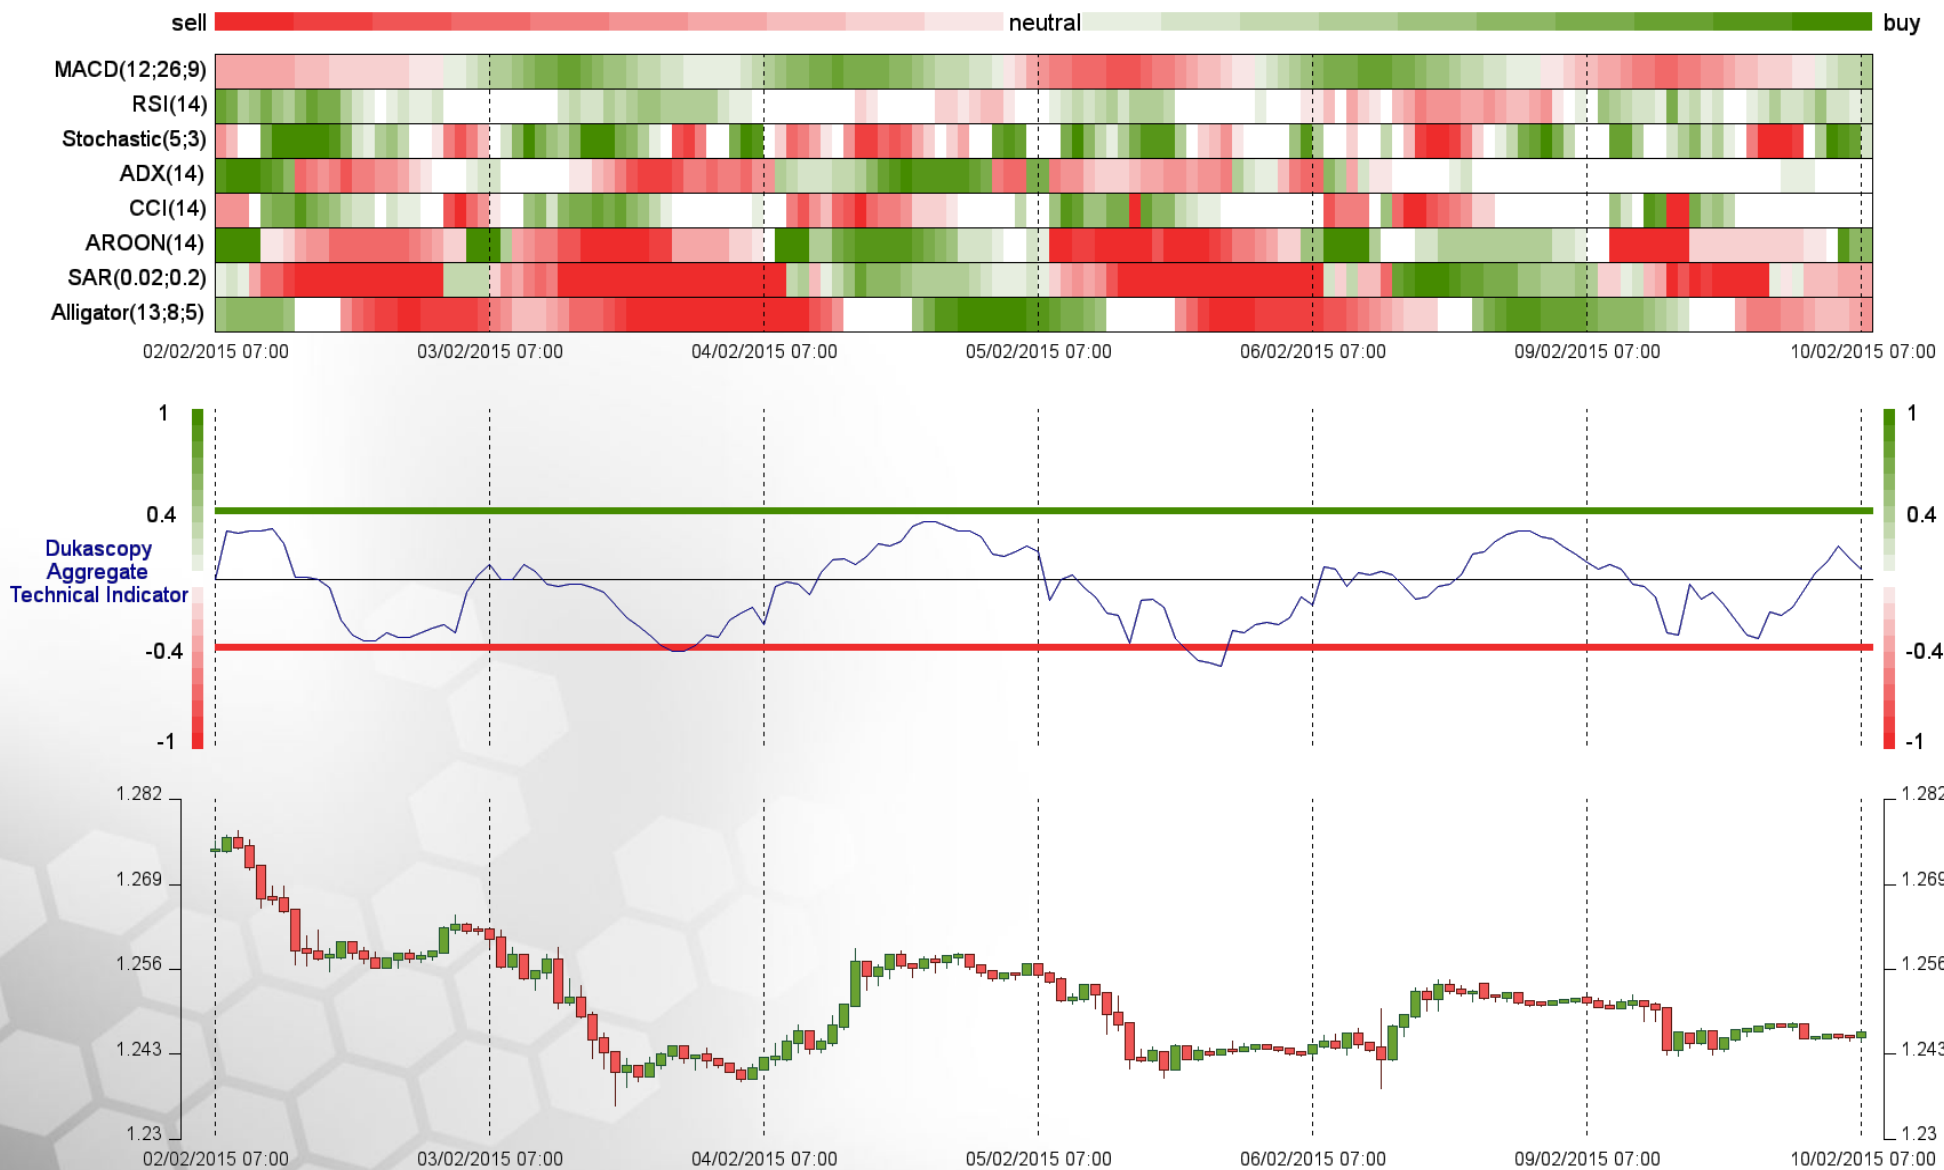 sell neutral buy
MACD(12;26;9)
RSI(14)
Stochastic(5;3)
ADX(14)
CCI(14)
AROON(14)
SAR(0.02;0.2)
Alligator(13;8;5)
02/02/2015 07:00 03/02/2015 07:00 04/02/2015 07:00 05/02/2015 07:00 06/02/2015 07:00 09/02/2015 07:00 10/02/2015 07:00
1 1
0.4 0.4
Dukascopy
Aggregate
Technical Indicator
-0.4 -0.4
-1 -1
1.282 1.282
1.269 1.269
1.256 1.256
1.243 1.243
1.23 1.23
02/02/2015 07:00 03/02/2015 07:00 04/02/2015 07:00 05/02/2015 07:00 06/02/2015 07:00 09/02/2015 07:00 10/02/2015 07:00